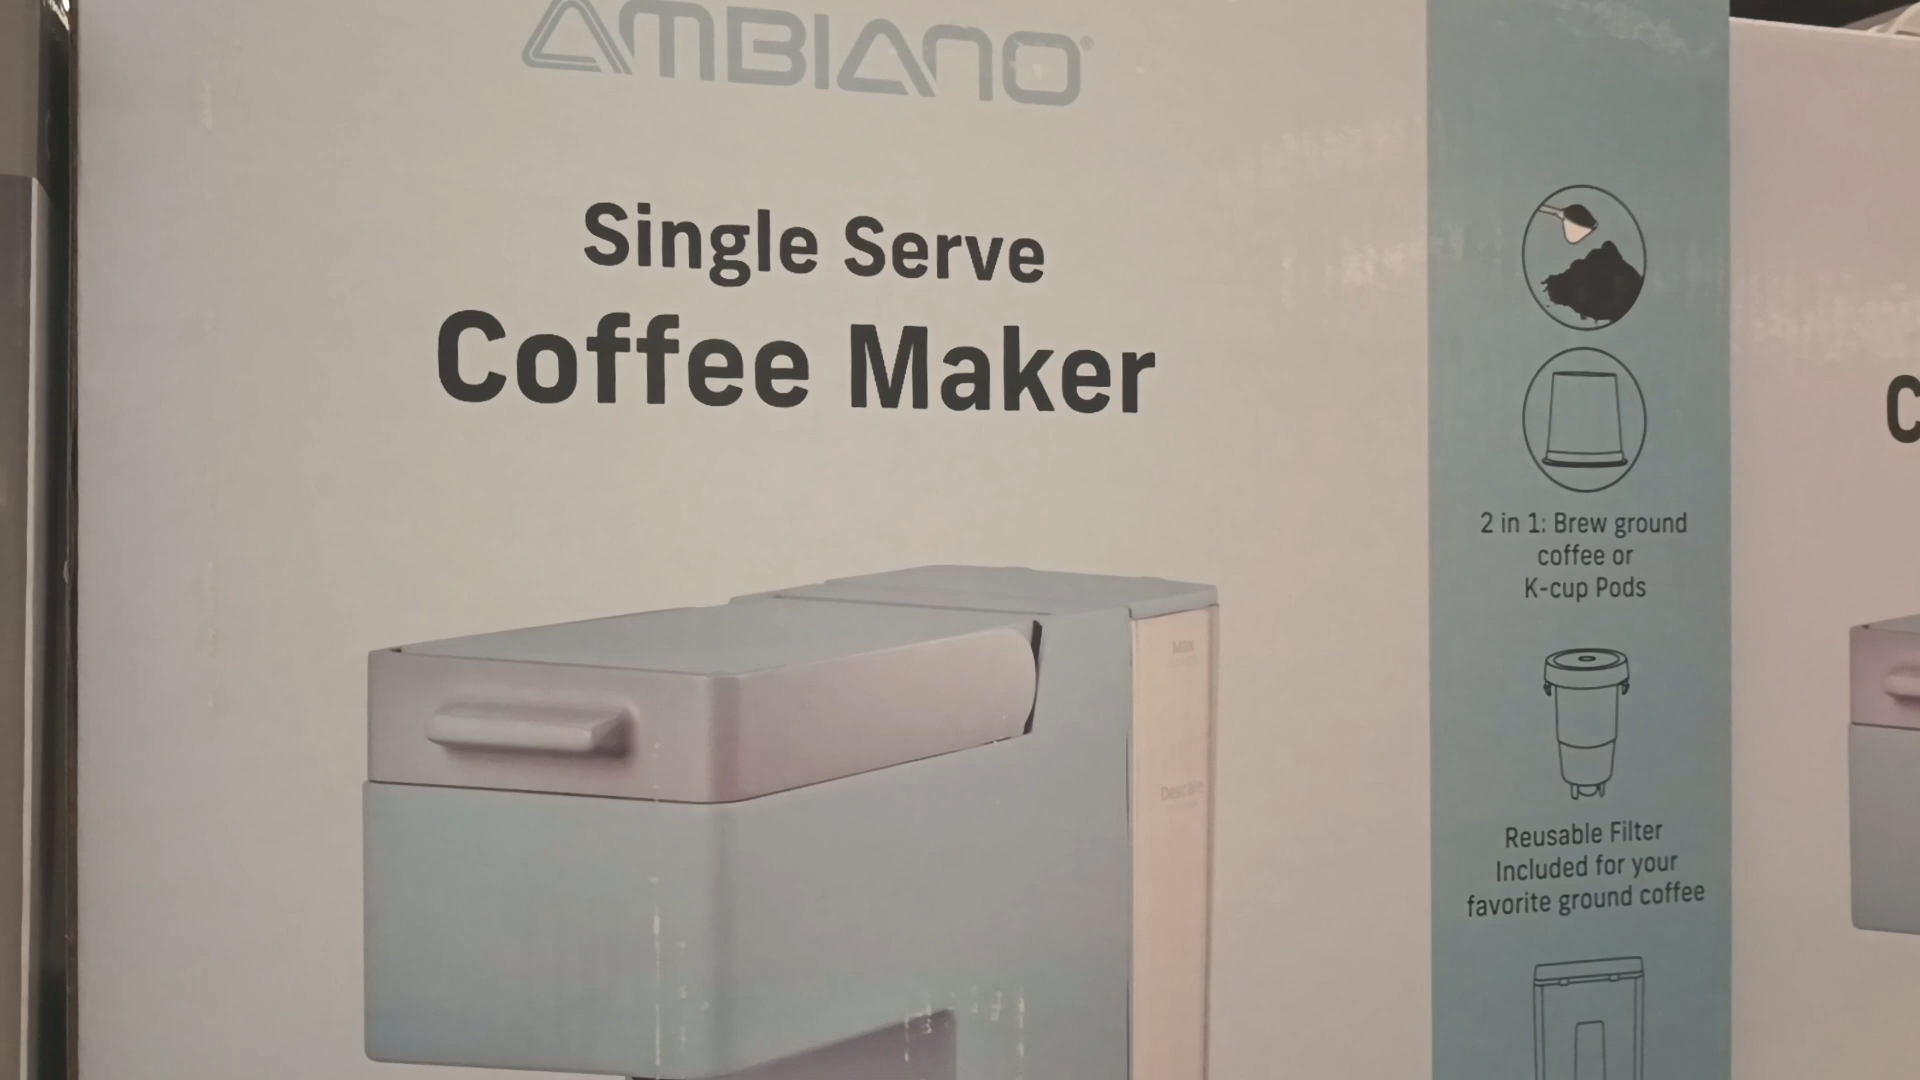 AMBIANO®
Single Serve
Coffee Maker
Max
Descale
2 in 1: Brew ground
coffee or
K-cup Pods
Reusable Filter
Included for your
favorite ground coffee
C